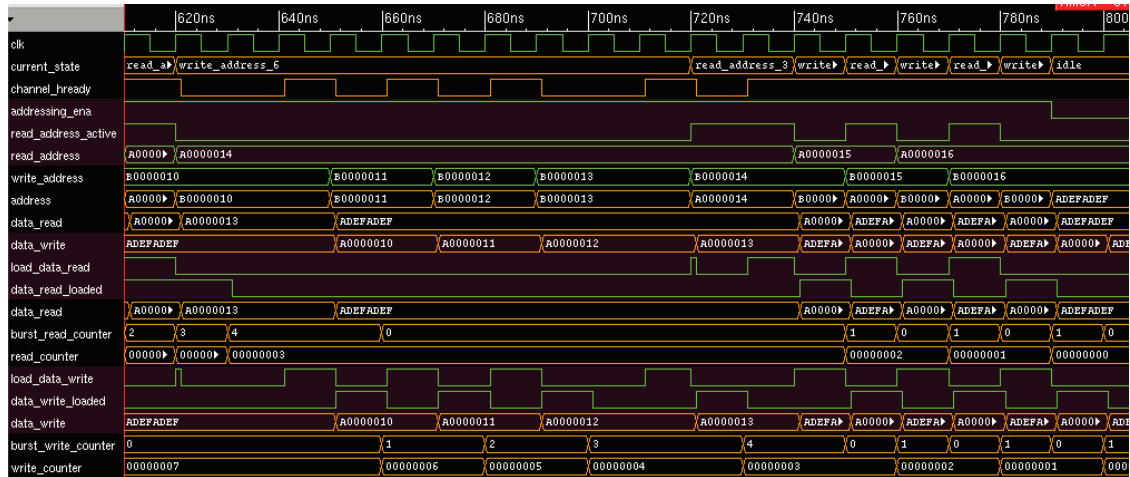 620ns 640ns 660ns 680ns 700ns 720ns 740ns 760ns 780ns 800
clk
current_state read_a write_address_6 read_address_3 write read_ write read_ write idle
channel_hready
addressing_ena
read_address_active
read_address A0000 A0000014 A0000015 A0000016
write_address B0000010 B0000011 B0000012 B0000013 B0000014 B0000015 B0000016
address A0000 B0000010 B0000011 B0000012 B0000013 A0000014 B0000 A0000 B0000 A0000 B0000 ADEFADEF
data_read A0000 A0000013 ADEFADEF A0000 ADEFA A0000 ADEFA A0000 ADEFADEF
data_write ADEFADEF A0000010 A0000011 A0000012 A0000013 ADEFA A0000 ADEFA A0000 ADEFA A0000 ADE
load_data_read
data_read_loaded
data_read A0000 A0000013 ADEFADEF A0000 ADEFA A0000 ADEFA A0000 ADEFADEF
burst_read_counter 2 3 4 0 1 0 1 0 1 0
read_counter 00000 00000 00000003 00000002 00000001 00000000
load_data_write
data_write_loaded
data_write ADEFADEF A0000010 A0000011 A0000012 A0000013 ADEFA A0000 ADEFA A0000 ADEFA A0000 ADE
burst_write_counter 0 1 2 3 4 0 1 0 1 0 1
write_counter 00000007 00000006 00000005 00000004 00000003 00000002 00000001 0000